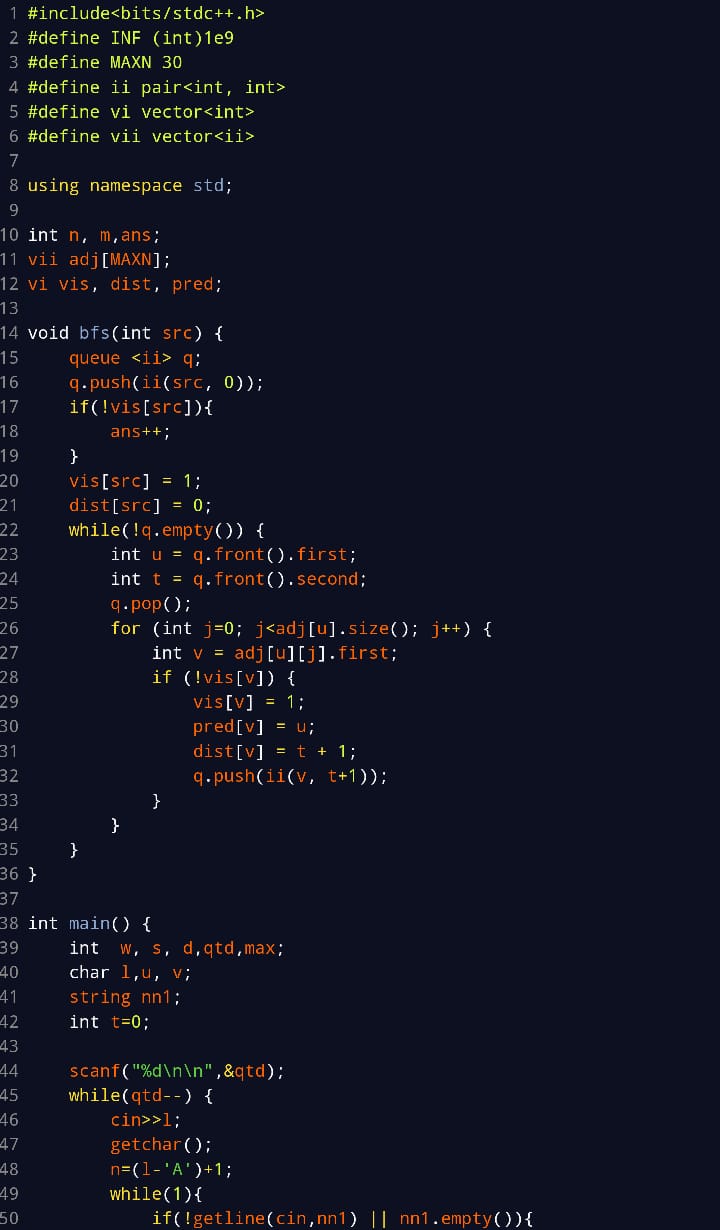 1 #include<bits/stdc++.h>
2 #define INF (int)1e9
3 #define MAXN 30
4 #define ii pair<int, int>
5 #define vi vector<int>
6 #define vii vector<ii>
7
8 using namespace std;
9
10 int n, m,ans;
11 vii adj[MAXN];
12 vi vis, dist, pred;
13
14 void bfs(int src) {
15     queue <ii> q;
16     q.push(ii(src, 0));
17     if(!vis[src]){
18         ans++;
19     }
20     vis[src] = 1;
21     dist[src] = 0;
22     while(!q.empty()) {
23         int u = q.front().first;
24         int t = q.front().second;
25         q.pop();
26         for (int j=0; j<adj[u].size(); j++) {
27             int v = adj[u][j].first;
28             if (!vis[v]) {
29                 vis[v] = 1;
30                 pred[v] = u;
31                 dist[v] = t + 1;
32                 q.push(ii(v, t+1));
33             }
34         }
35     }
36 }
37
38 int main() {
39     int  w, s, d,qtd,max;
40     char l,u, v;
41     string nn1;
42     int t=0;
43
44     scanf("%d\n\n",&qtd);
45     while(qtd--) {
46         cin>>l;
47         getchar();
48         n=(l-'A')+1;
49         while(1){
50             if(!getline(cin,nn1) || nn1.empty()){